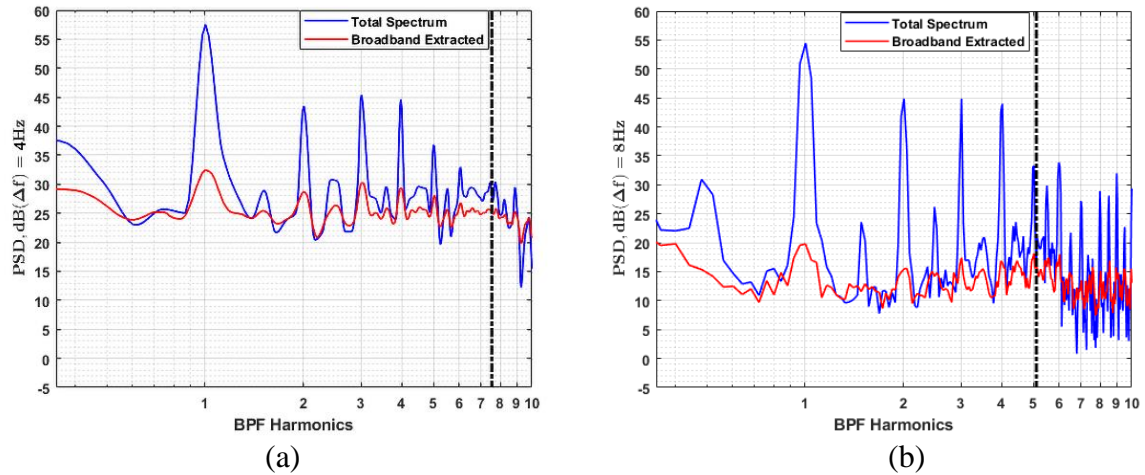 Total Spectrum
Broadband Extracted
PSD, dB(Δf) = 4Hz
60
55
50
45
40
35
30
25
20
15
10
5
0
-5
1 2 3 4 5 6 7 8 9 10
BPF Harmonics
(a)
Total Spectrum
Broadband Extracted
PSD, dB(Δf) = 8Hz
60
55
50
45
40
35
30
25
20
15
10
5
0
-5
1 2 3 4 5 6 7 8 9 10
BPF Harmonics
(b)